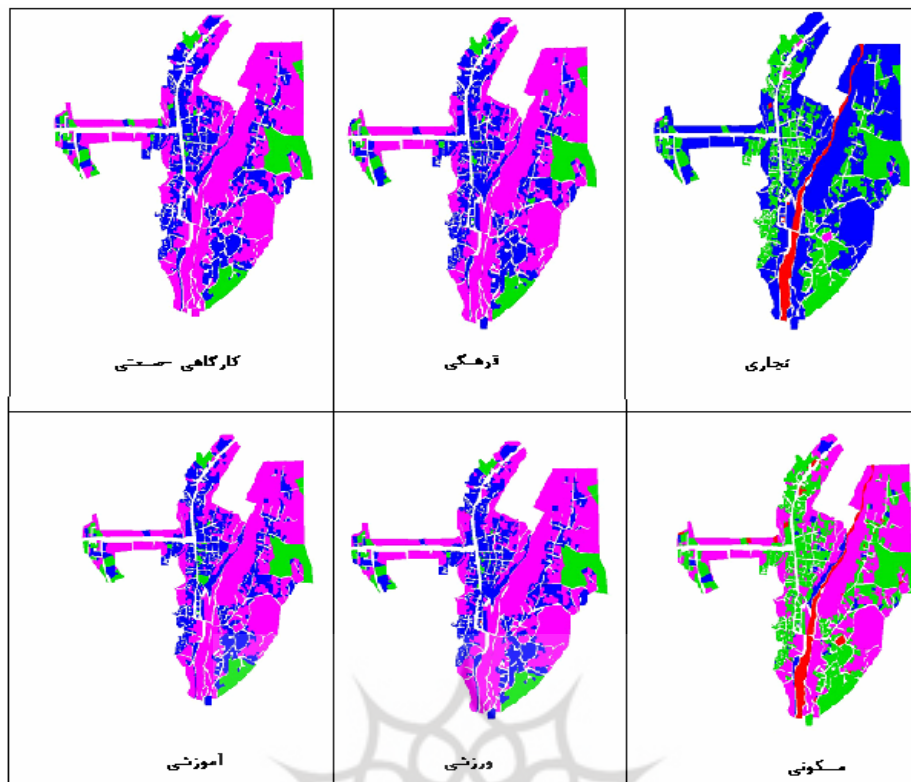 تجاری
فرهنگی
کارگاهی -صنعتی
مسکونی
ورزشی
آموزشی